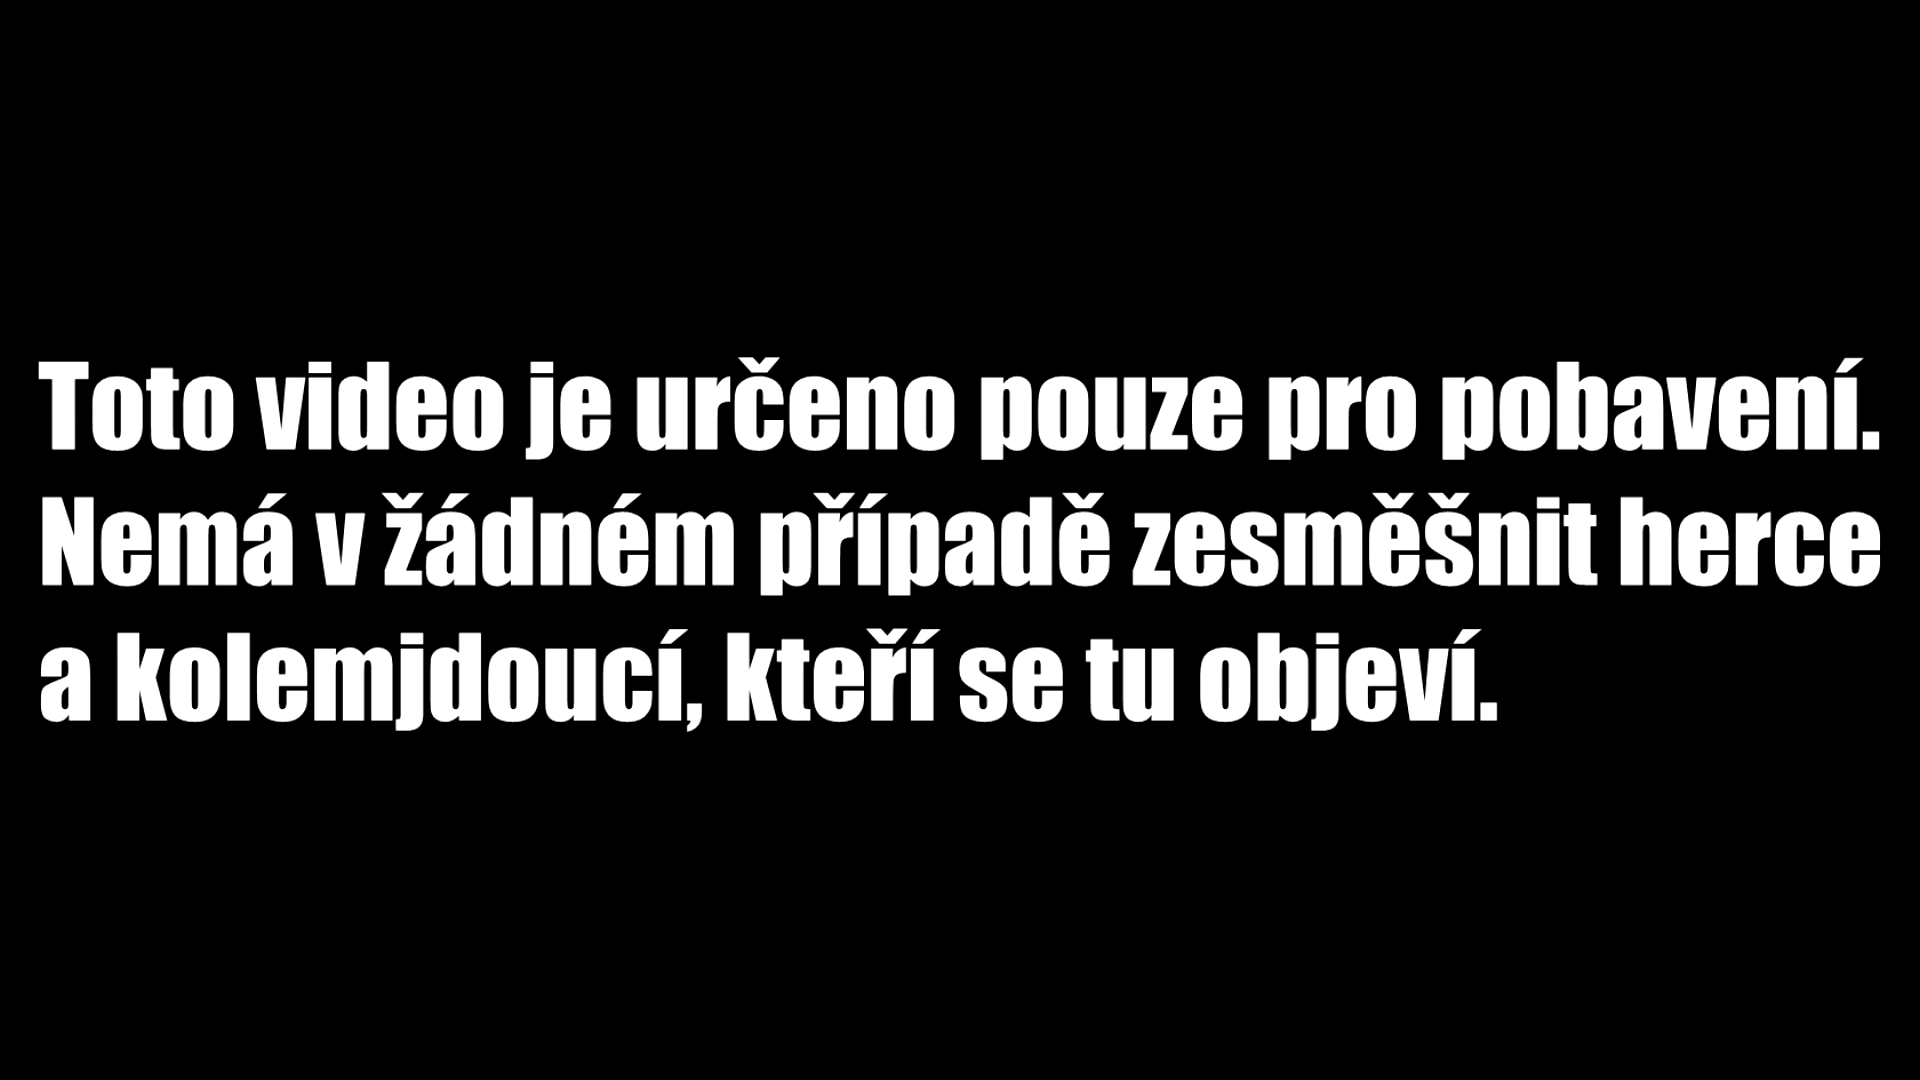 Toto video je určeno pouze pro pobavení.
Nemá v žádném případě zesměšnit herce
a kolemjdoucí, kteří se tu objeví.